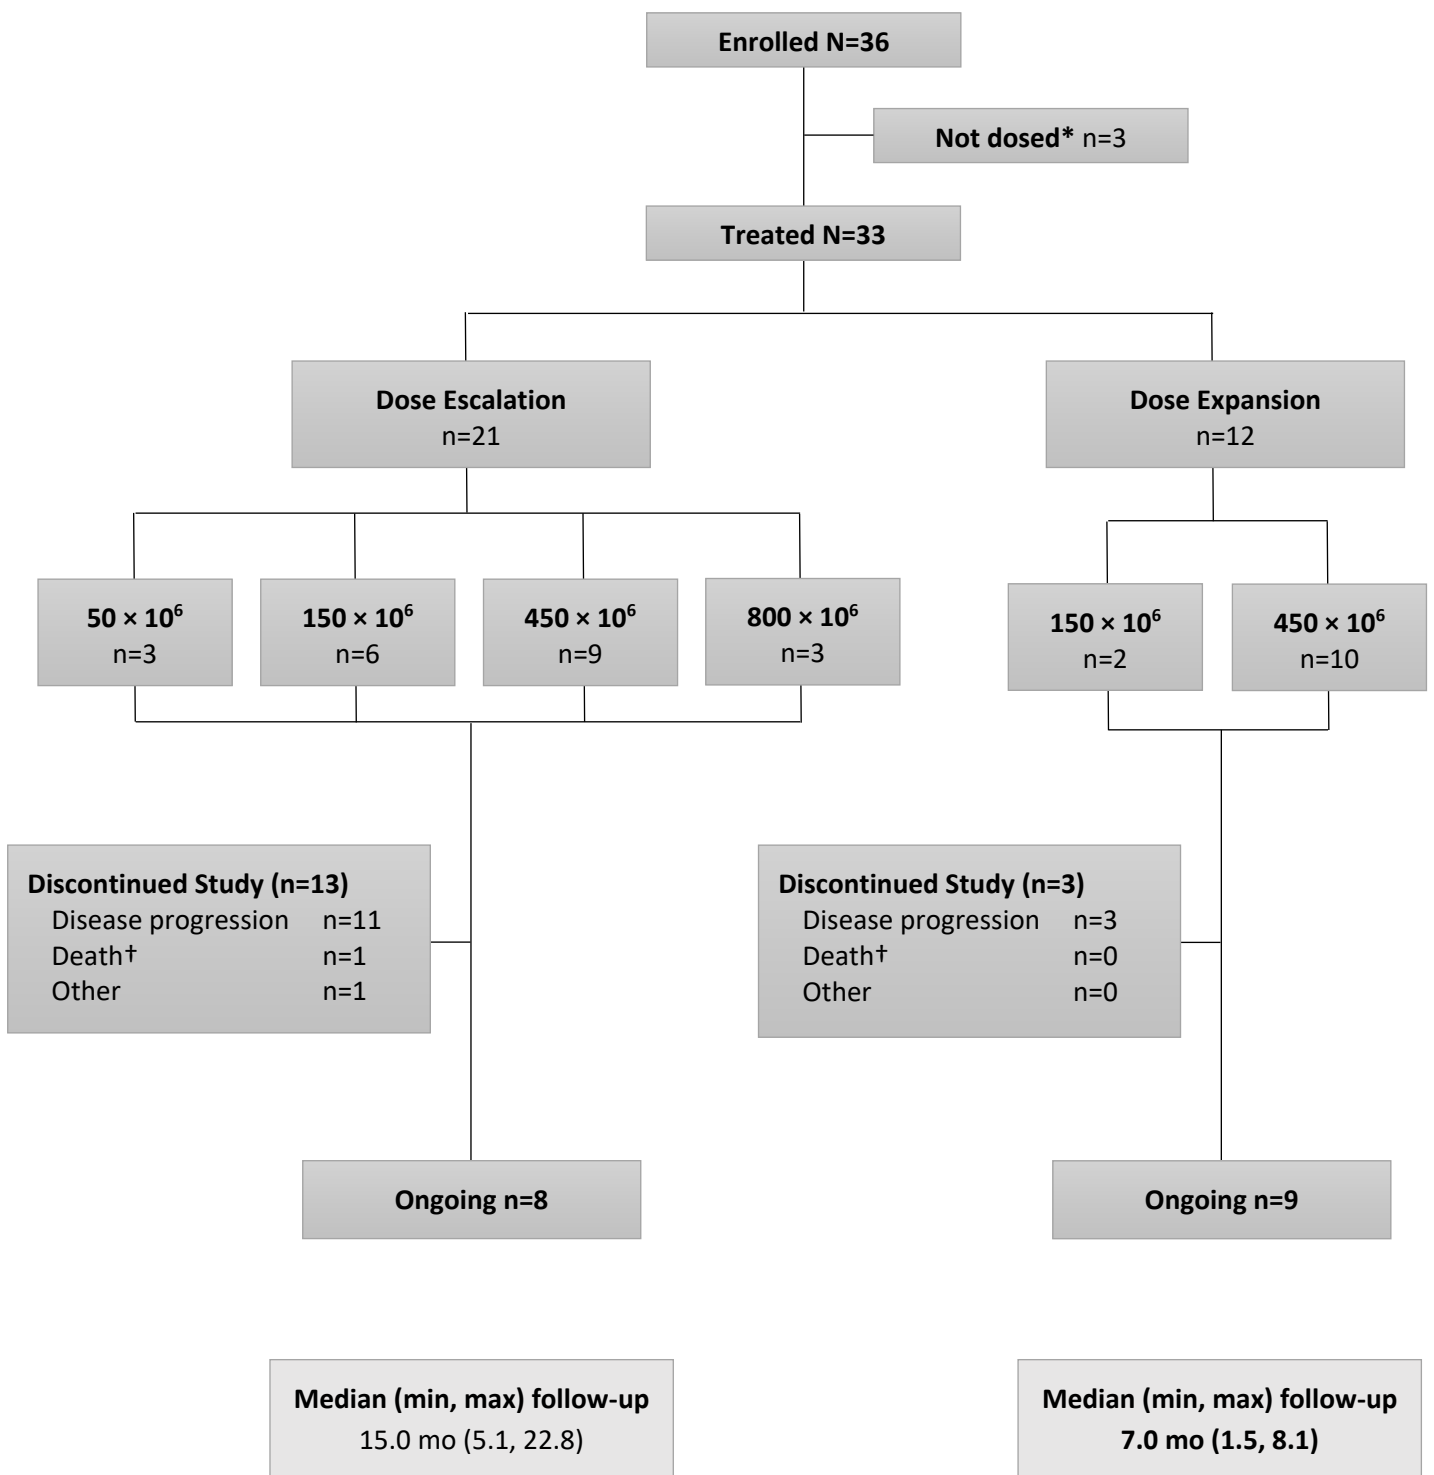 Enrolled N=36
Not dosed* n=3
Treated N=33
Dose Escalation
n=21
Dose Expansion
n=12
50 × 10⁶
n=3
150 × 10⁶
n=6
450 × 10⁶
n=9
800 × 10⁶
n=3
150 × 10⁶
n=2
450 × 10⁶
n=10
Discontinued Study (n=13)
Disease progression n=11
Death† n=1
Other n=1
Discontinued Study (n=3)
Disease progression n=3
Death† n=0
Other n=0
Ongoing n=8
Ongoing n=9
Median (min, max) follow-up
15.0 mo (5.1, 22.8)
Median (min, max) follow-up
7.0 mo (1.5, 8.1)